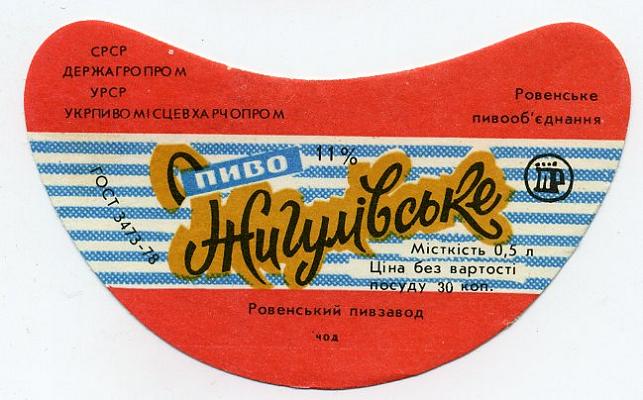 СРСР
ДЕРЖАГРОПРОМ
УРСР
УКРПИВОМІСЦЕВХАРЧОПРОМ
Ровенське
пивооб'єднання
ГОСТ 3473-78
ПИВО
11%
Жигулівське
Місткість 0,5 л
Ціна без вартості
посуду 30 коп.
Ровенський пивзавод